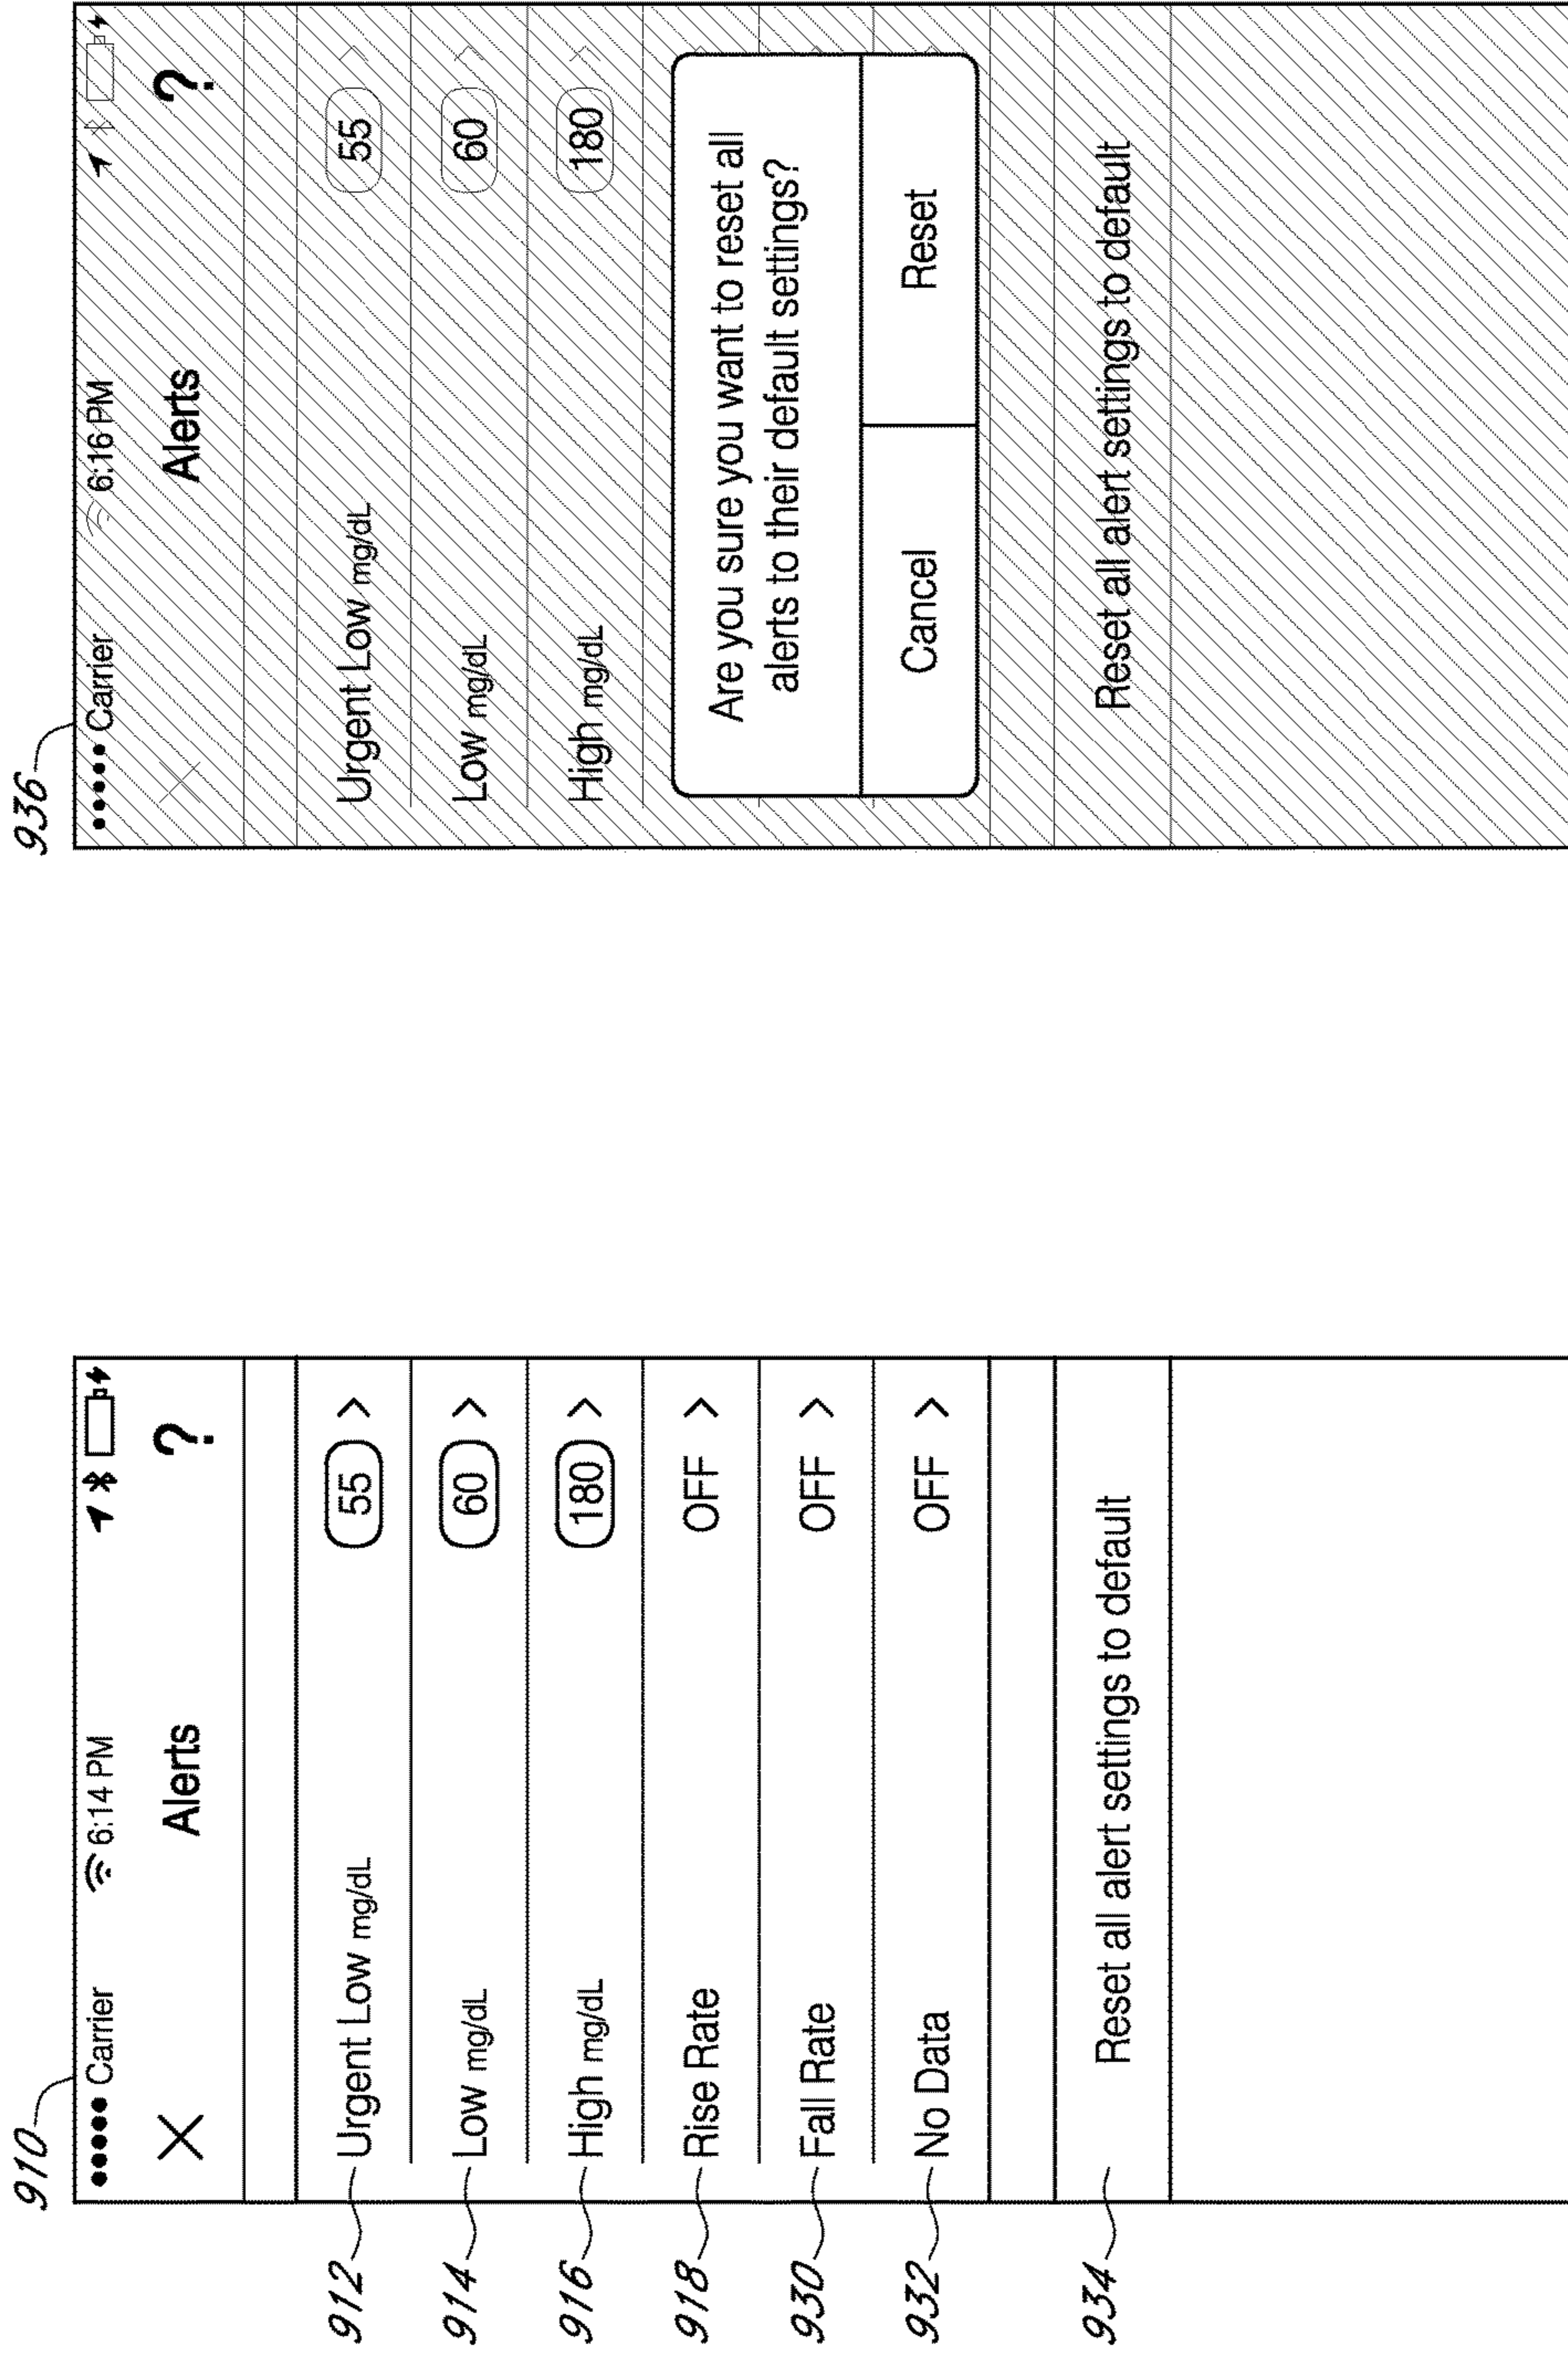 910
••••• Carrier 6:14 PM
Alerts ?
912 Urgent Low mg/dL 55 >
914 Low mg/dL 60 >
916 High mg/dL 180 >
918 Rise Rate OFF >
930 Fall Rate OFF >
932 No Data OFF >
934 Reset all alert settings to default
936
••••• Carrier 6:16 PM
Alerts ?
Urgent Low mg/dL 55 >
Low mg/dL 60 >
High mg/dL 180 >
Are you sure you want to reset all
alerts to their default settings?
Cancel Reset
Reset all alert settings to default